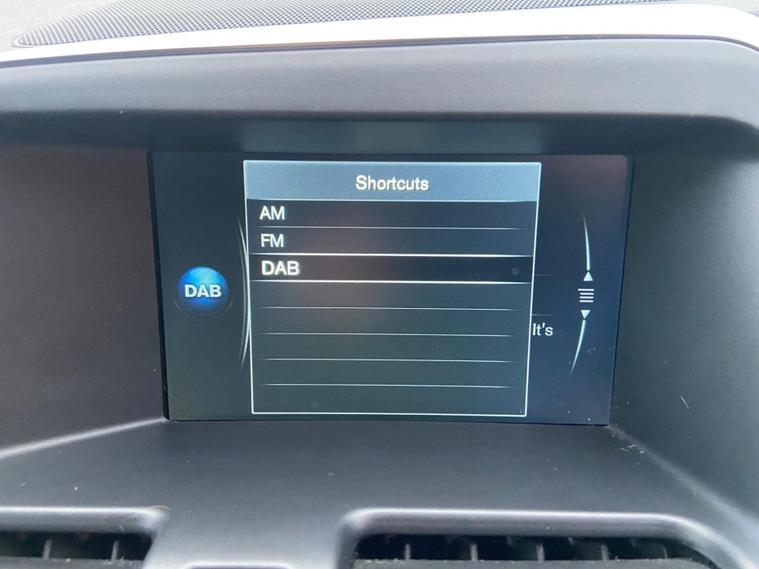 Shortcuts
AM
FM
DAB
DAB
It's